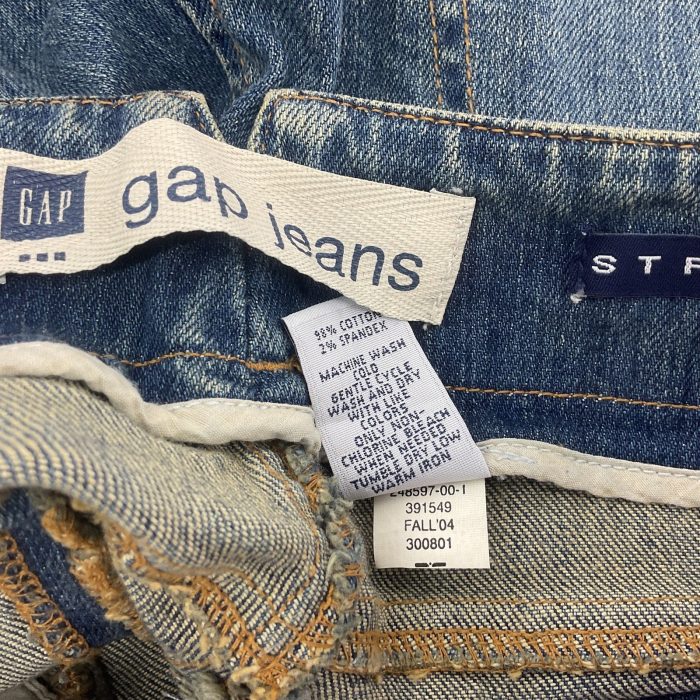 GAP
gap jeans
STR
98% COTTON
2% SPANDEX
MACHINE WASH
COLD
GENTLE CYCLE
WASH AND DRY
WITH LIKE
COLORS
ONLY NON-
CHLORINE BLEACH
WHEN NEEDED
TUMBLE DRY LOW
WARM IRON
248597-00-1
391549
FALL'04
300801